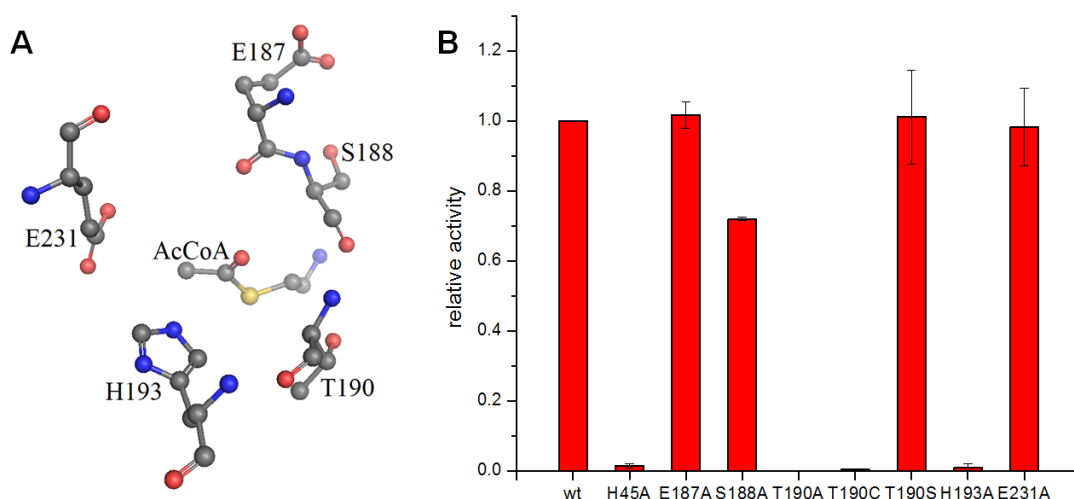 A
E187
S188
E231
AcCoA
H193
T190
B
relative activity
1.2
1.0
0.8
0.6
0.4
0.2
0.0
wt H45A E187A S188A T190A T190C T190S H193A E231A